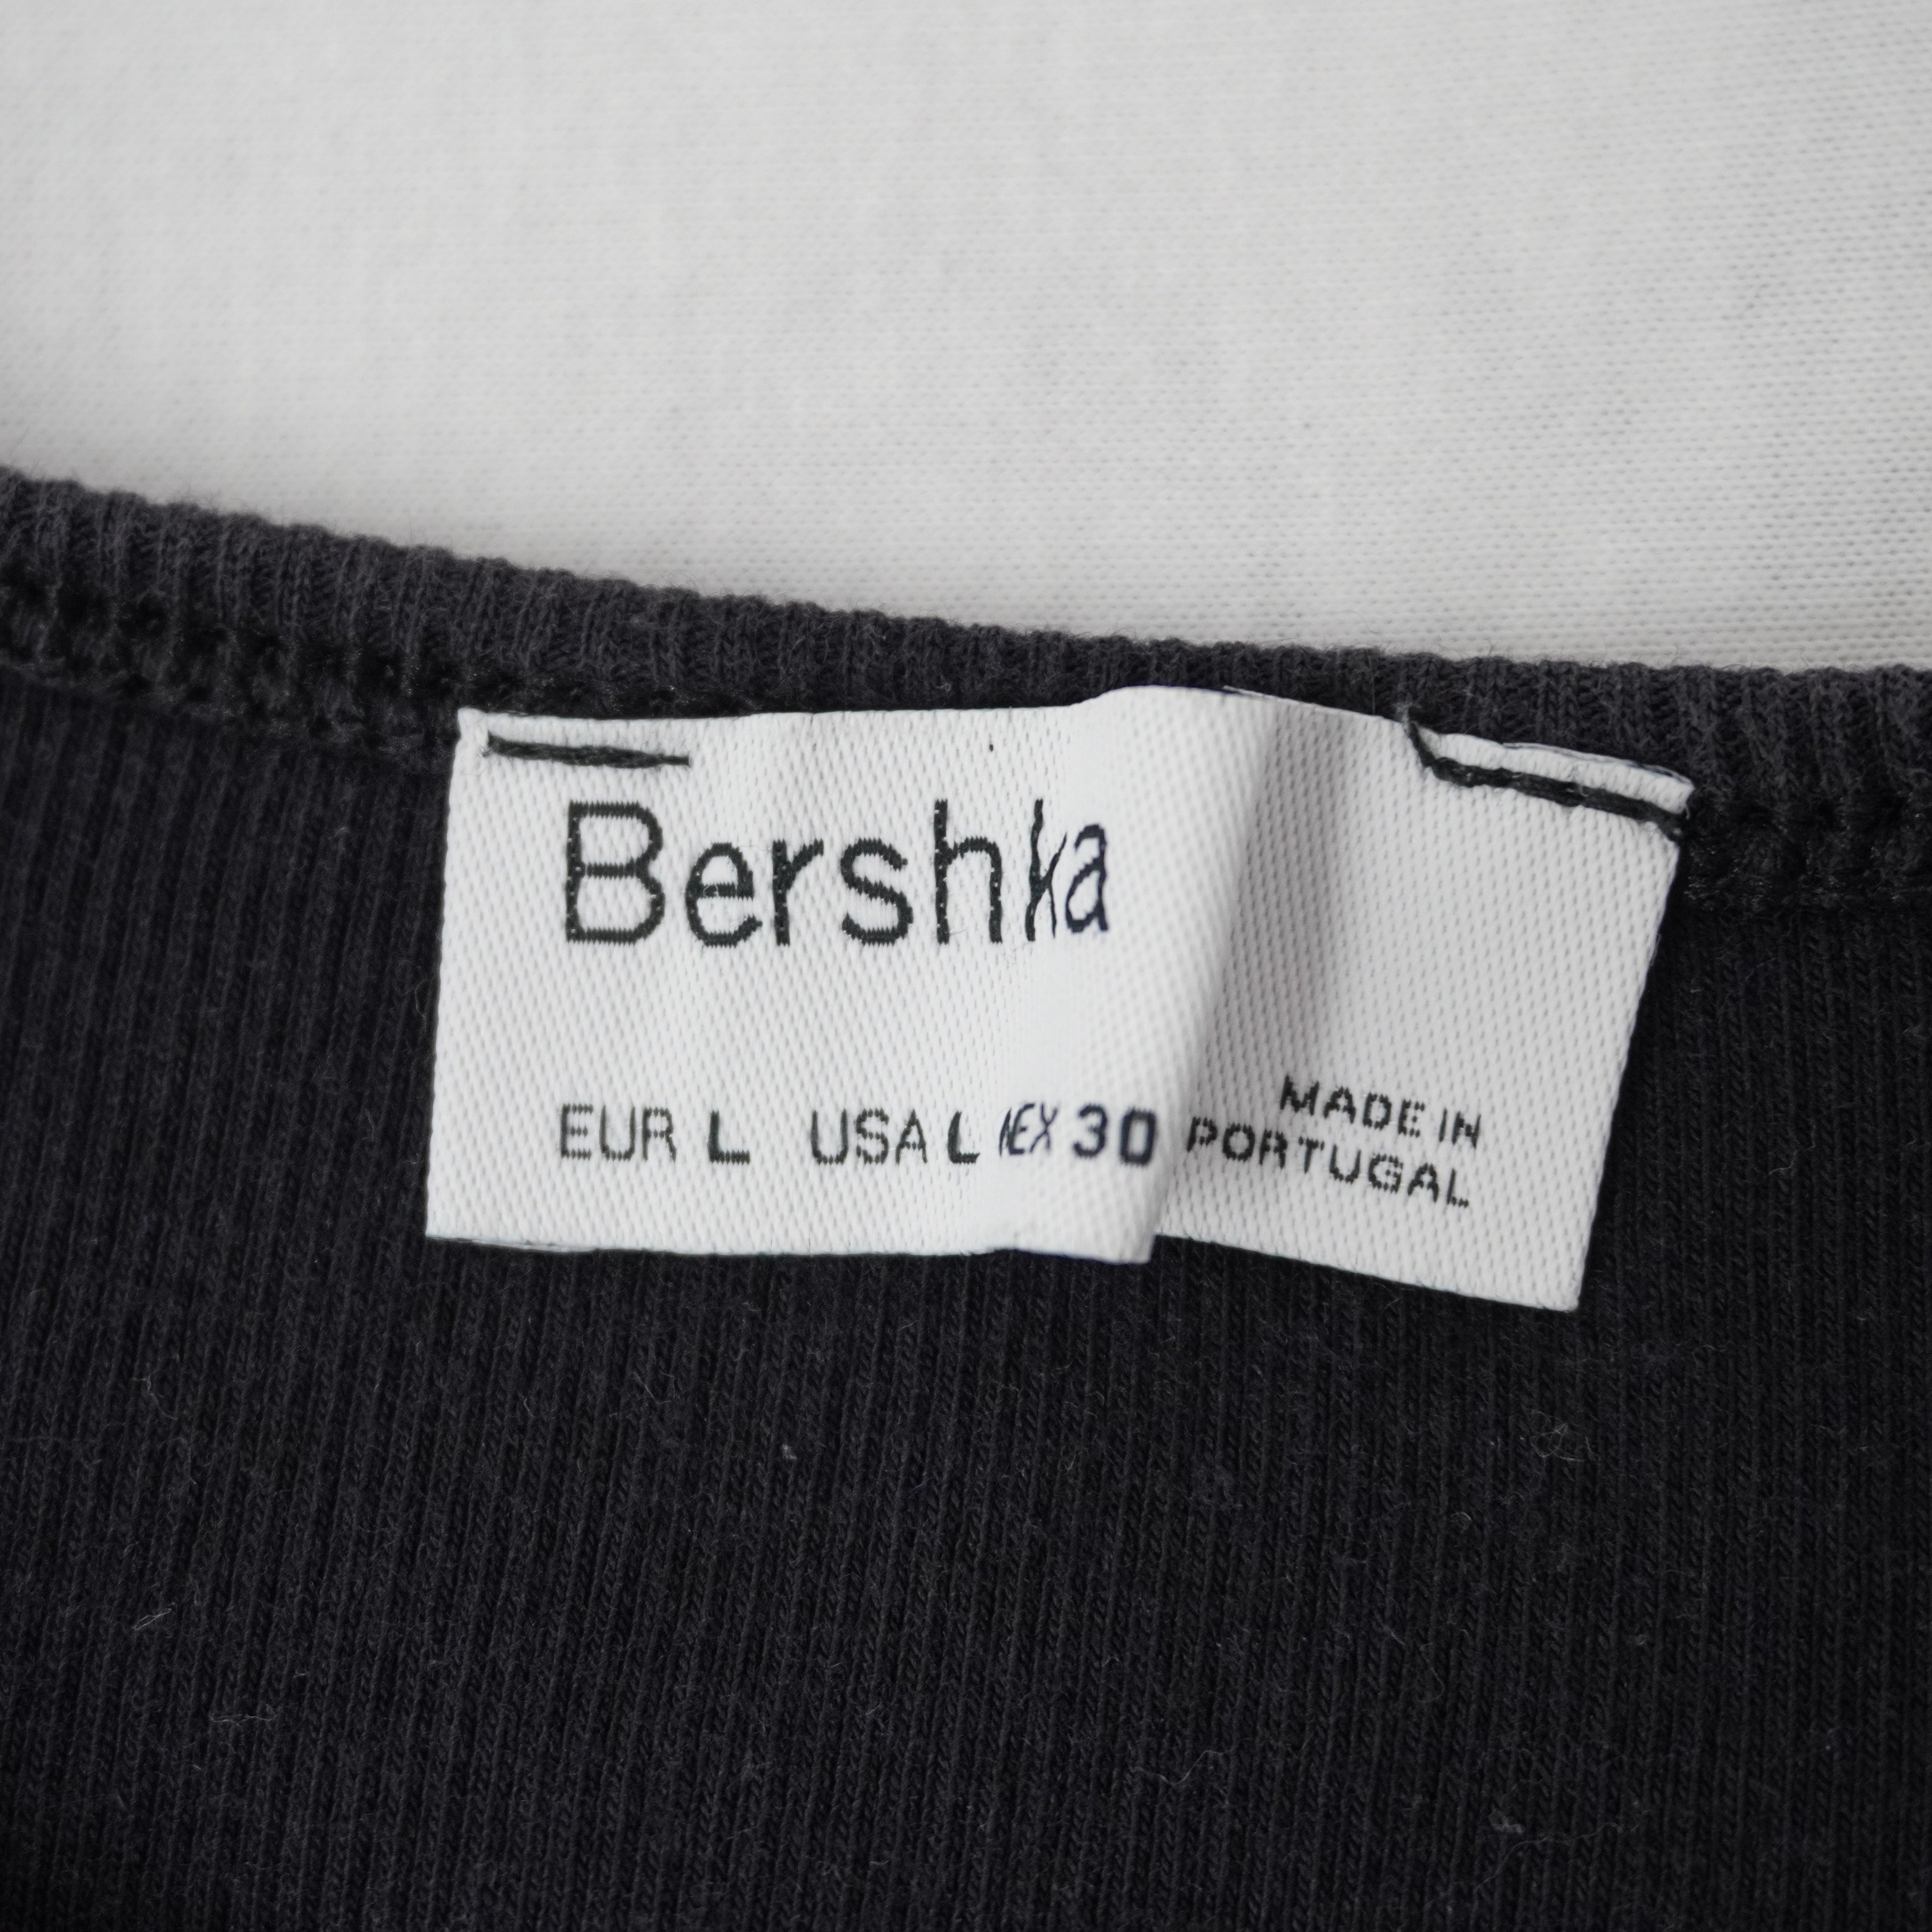 Bershka
EUR L USA L MEX 30
MADE IN
PORTUGAL